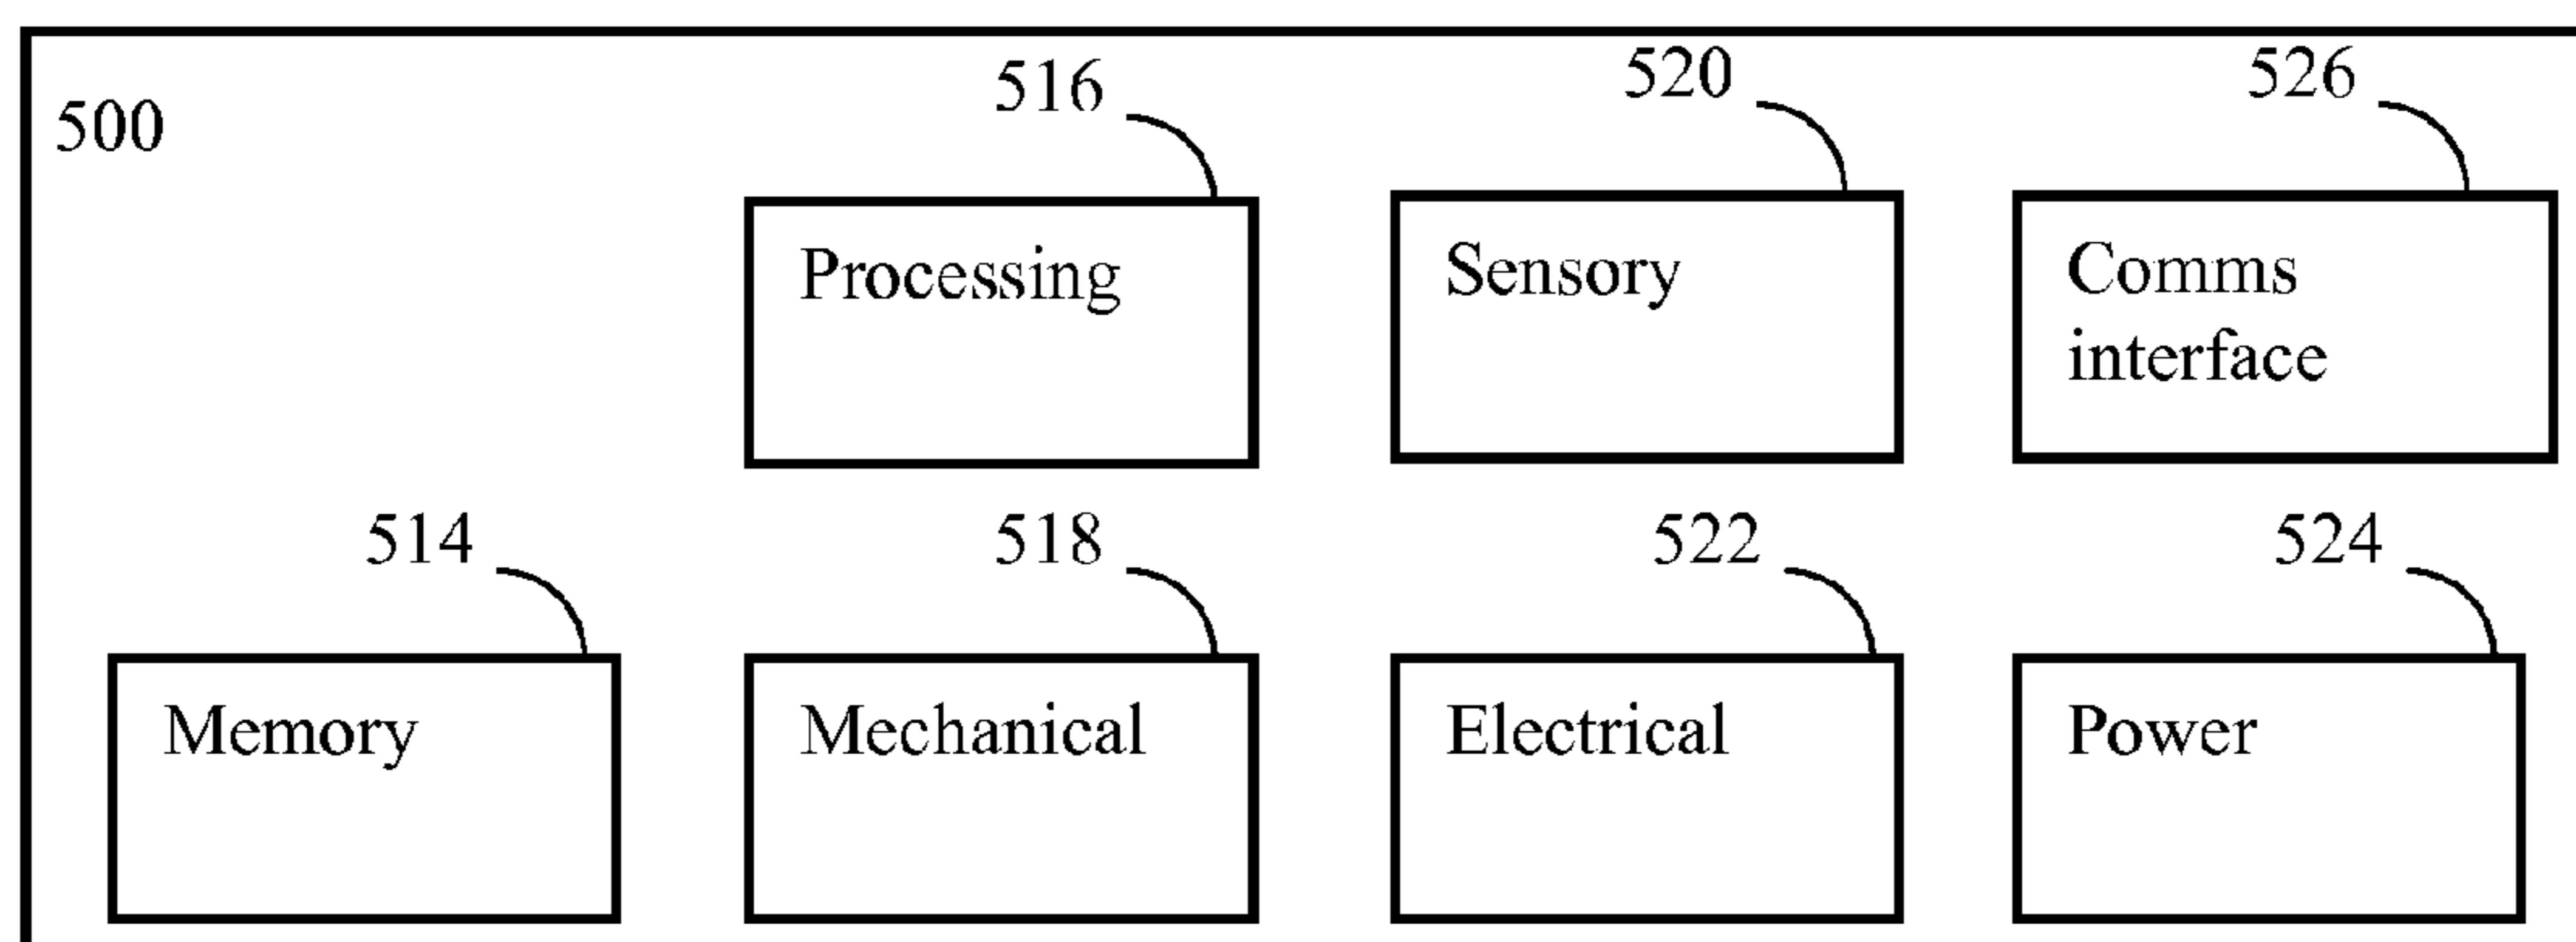 500
516
520
526
Processing
Sensory
Comms
interface
514
518
522
524
Memory
Mechanical
Electrical
Power